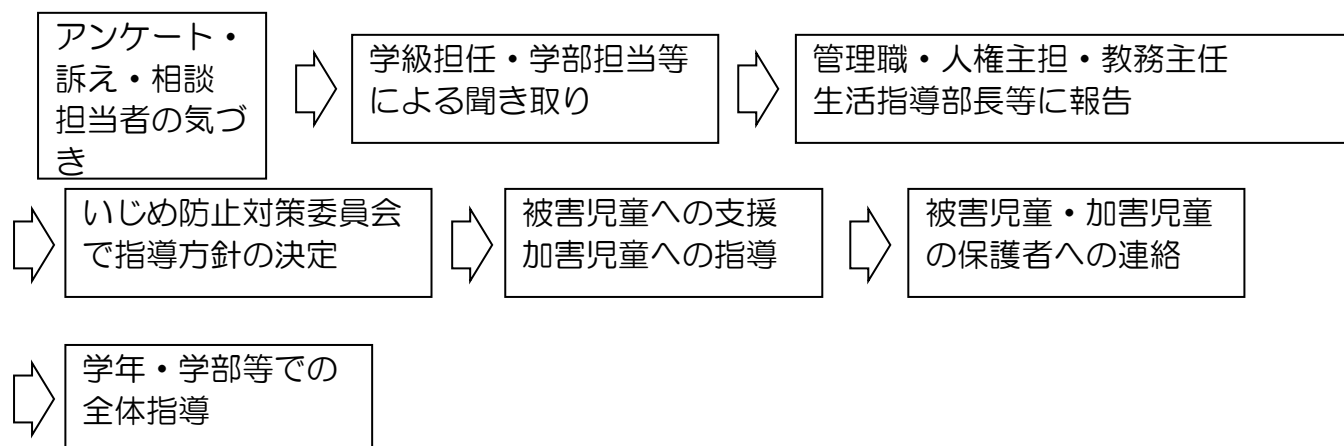 アンケート・
訴え・相談
担当者の気づ
き
学級担任・学部担当等
による聞き取り
管理職・人権主担・教務主任
生活指導部長等に報告
いじめ防止対策委員会
で指導方針の決定
被害児童への支援
加害児童への指導
被害児童・加害児童
の保護者への連絡
学年・学部等での
全体指導